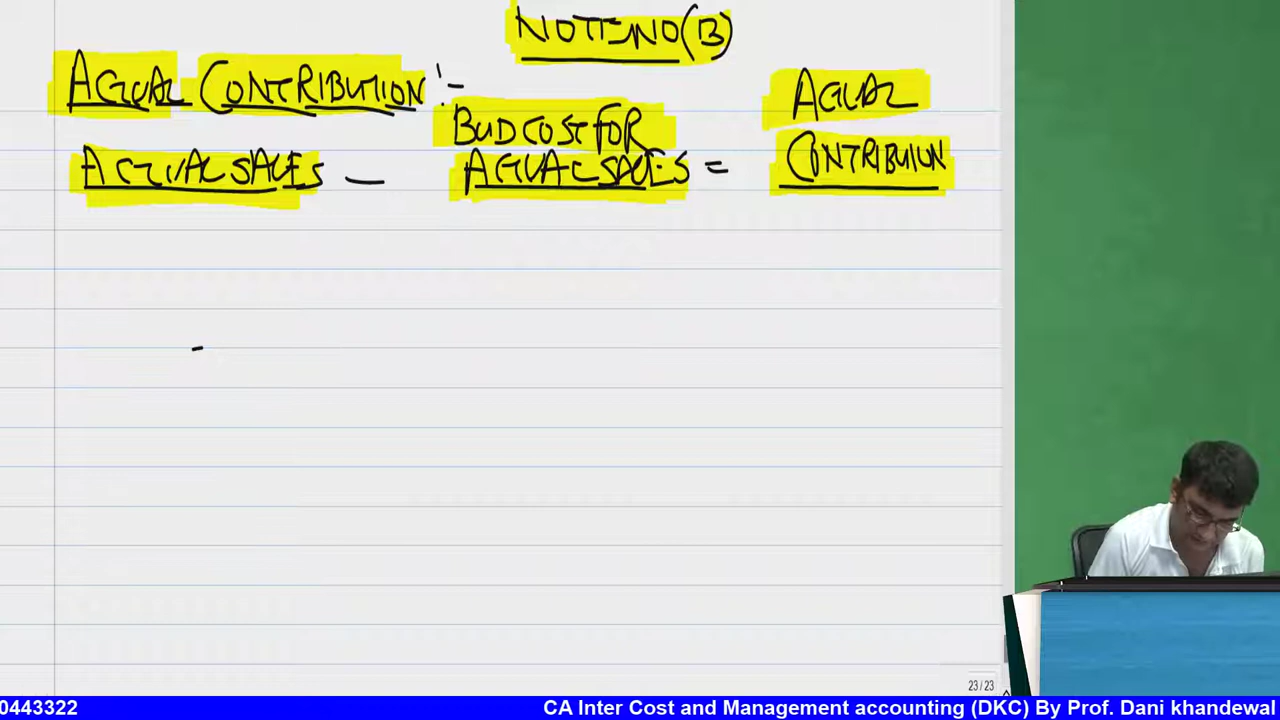 NOTE NO (B)
ACTUAL CONTRIBUTION :-
ACTUAL SALES - BUD COST FOR ACTUAL SALES = ACTUAL CONTRIBUTION
23 / 23
0443322
CA Inter Cost and Management accounting (DKC) By Prof. Dani khandewal